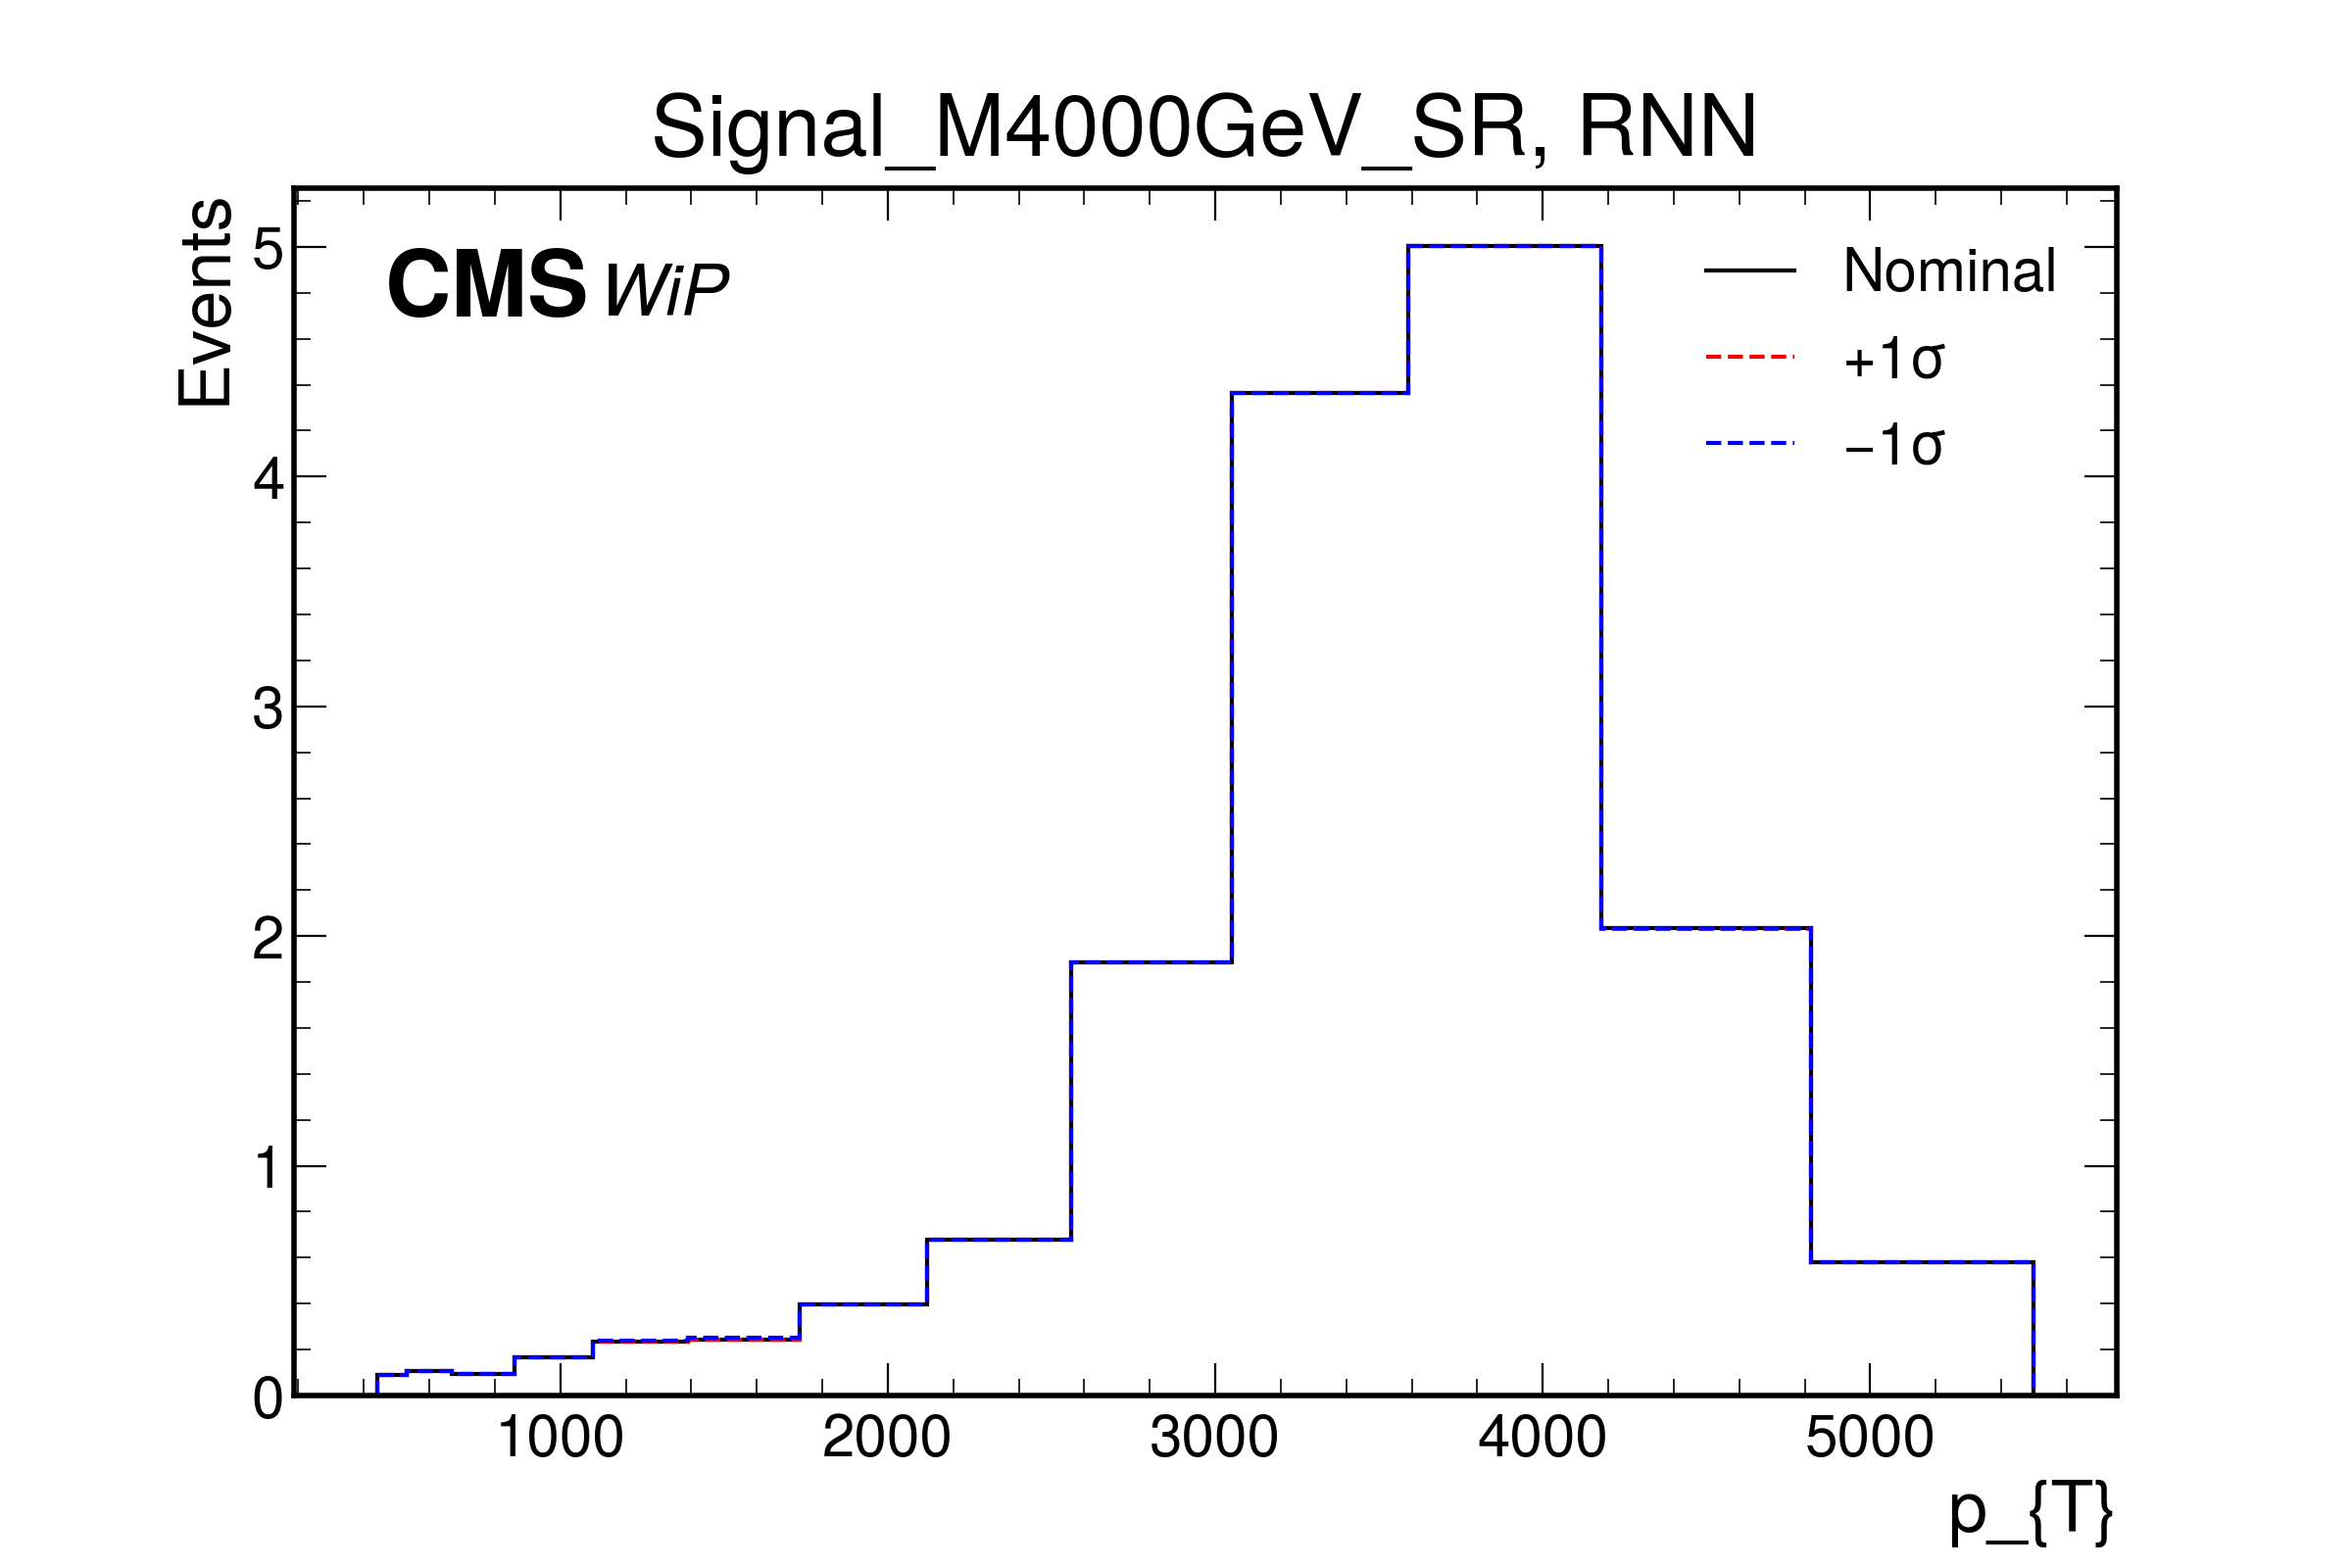 Signal_M4000GeV_SR, RNN
Events
CMS WiP
Nominal
+1σ
−1σ
5
4
3
2
1
0
1000 2000 3000 4000 5000
p_{T}